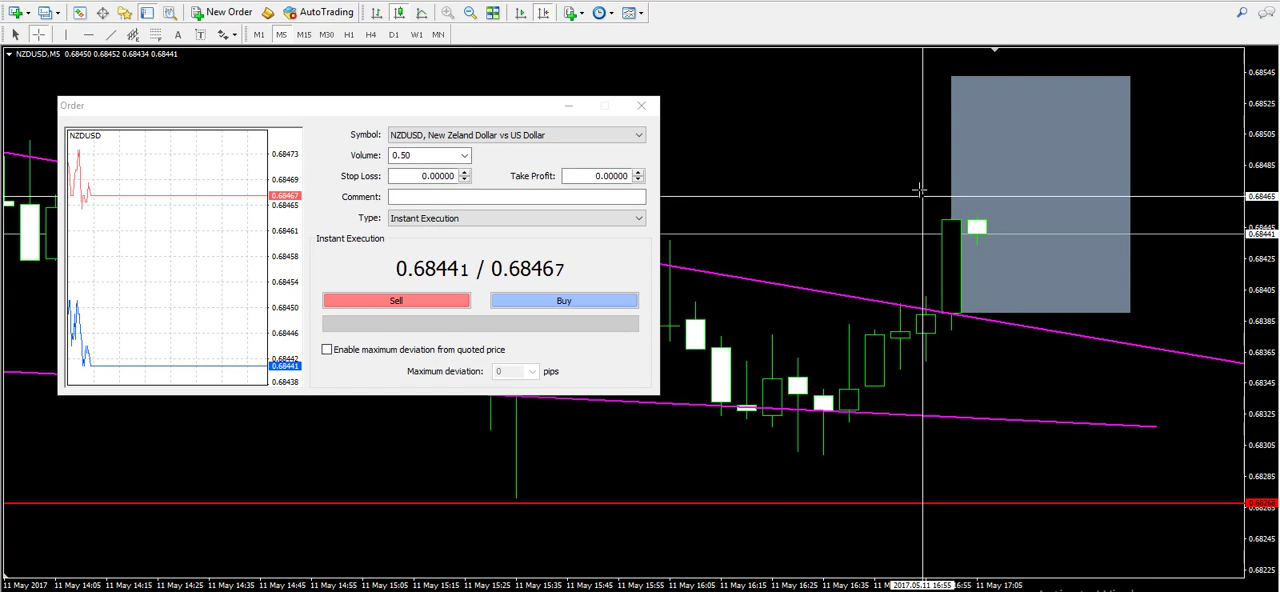 New Order AutoTrading
A T M1 M5 M15 M30 H1 H4 D1 W1 MN
NZDUSD,M5 0.68450 0.68452 0.68434 0.68441
Order
NZDUSD
0.68473
0.68469
0.68467
0.68465
0.68461
0.68458
0.68454
0.68450
0.68446
0.68442
0.68441
0.68438
Symbol: NZDUSD, New Zeland Dollar vs US Dollar
Volume: 0.50
Stop Loss: 0.00000 Take Profit: 0.00000
Comment:
Type: Instant Execution
Instant Execution
0.68441 / 0.68467
Sell Buy
Enable maximum deviation from quoted price
Maximum deviation: 0 pips
0.68545
0.68525
0.68505
0.68485
0.68465
0.68441
0.68405
0.68385
0.68365
0.68345
0.68325
0.68305
0.68285
0.68265
0.68245
0.68225
11 May 2017 11 May 14:05 11 May 14:15 11 May 14:25 11 May 14:35 11 May 14:45 11 May 14:55 11 May 15:05 11 May 15:15 11 May 15:25 11 May 15:35 11 May 15:45 11 May 15:55 11 May 16:05 11 May 16:15 11 May 16:25 11 May 16:35 11 M 2017.05.11 16:55 16:55 11 May 17:05